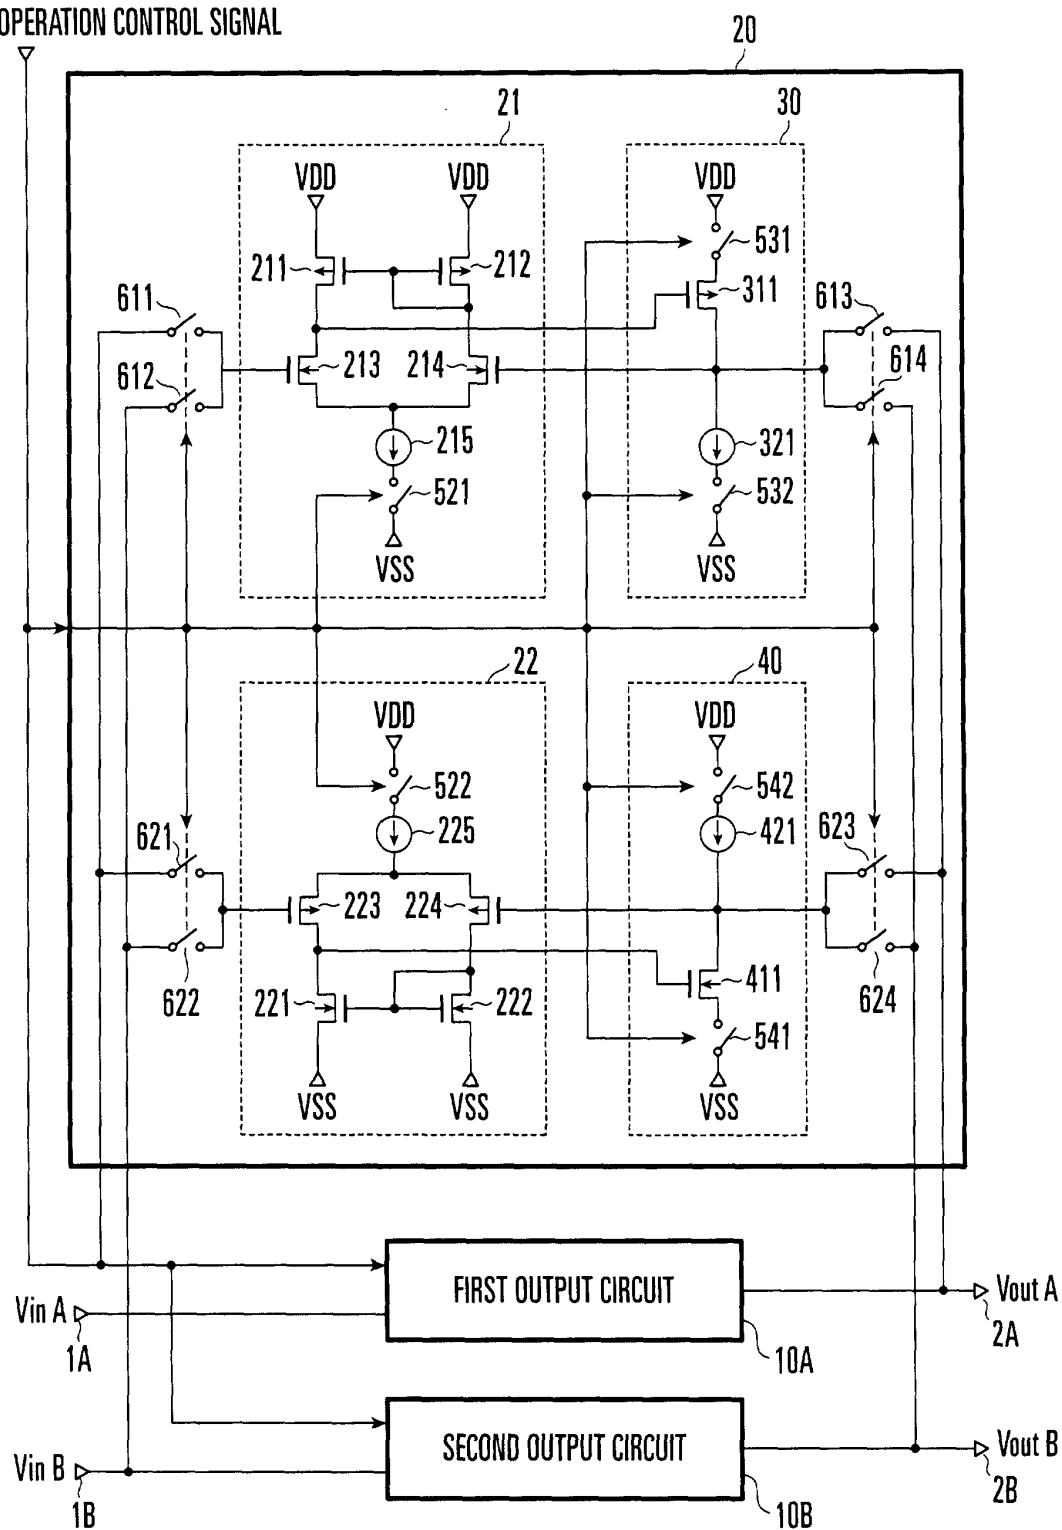 OPERATION CONTROL SIGNAL
20
21
30
VDD
VDD
VDD
531
211
212
311
611
613
612
213
214
614
215
321
521
532
VSS
VSS
22
40
VDD
VDD
522
542
621
225
421
623
223
224
622
221
222
411
624
541
VSS
VSS
VSS
FIRST OUTPUT CIRCUIT
Vin A
1A
Vout A
2A
10A
SECOND OUTPUT CIRCUIT
Vin B
1B
Vout B
2B
10B